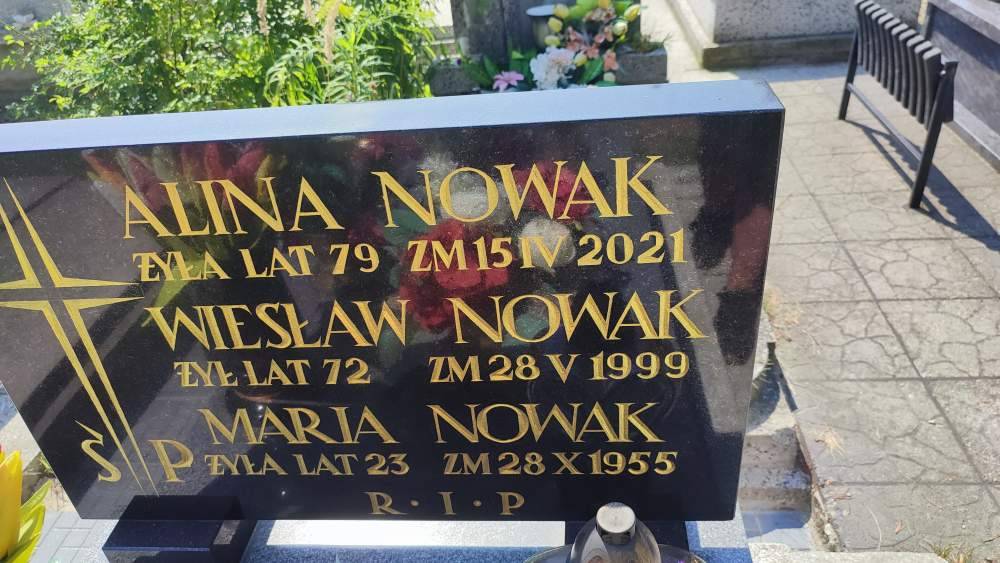 ALINA NOWAK
ŻYŁA LAT 79 ZM 15 IV 2021
WIESŁAW NOWAK
ŻYŁ LAT 72 ZM 28 V 1999
MARIA NOWAK
Ś P ŻYŁA LAT 23 ZM 28 X 1955
R·I·P